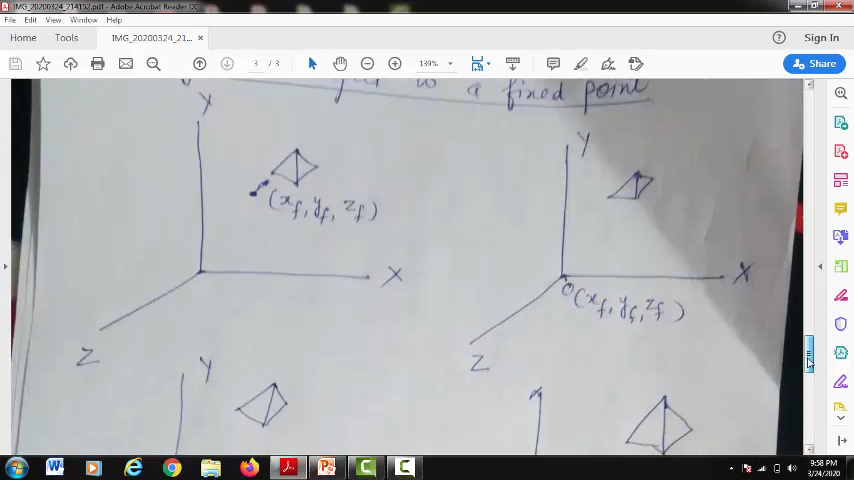 IMG_20200324_214152.pdf - Adobe Acrobat Reader DC
File Edit View Window Help
Home Tools IMG_20200324_21... × Sign In
3 / 3 139% Share
a fixed point
Y
(xf, yf, zf)
X
Z
Y
X
O(xf, yf, zf)
Z
Y
9:58 PM
3/24/2020